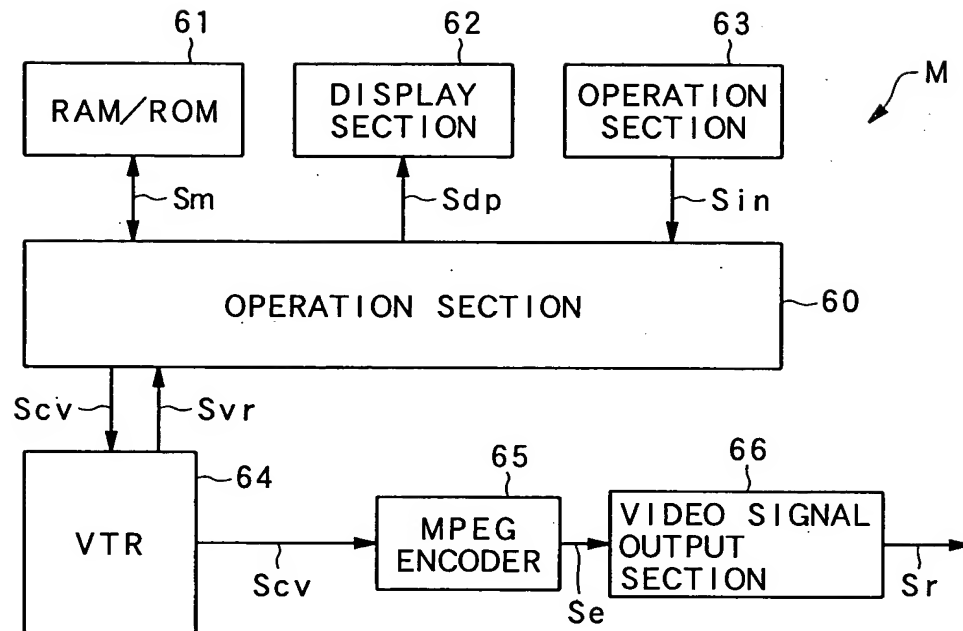 61
62
63
M
RAM/ROM
DISPLAY
SECTION
OPERATION
SECTION
Sm
Sdp
Sin
OPERATION SECTION
60
Scv
Svr
64
65
66
VTR
Scv
MPEG
ENCODER
Se
VIDEO SIGNAL
OUTPUT
SECTION
Sr